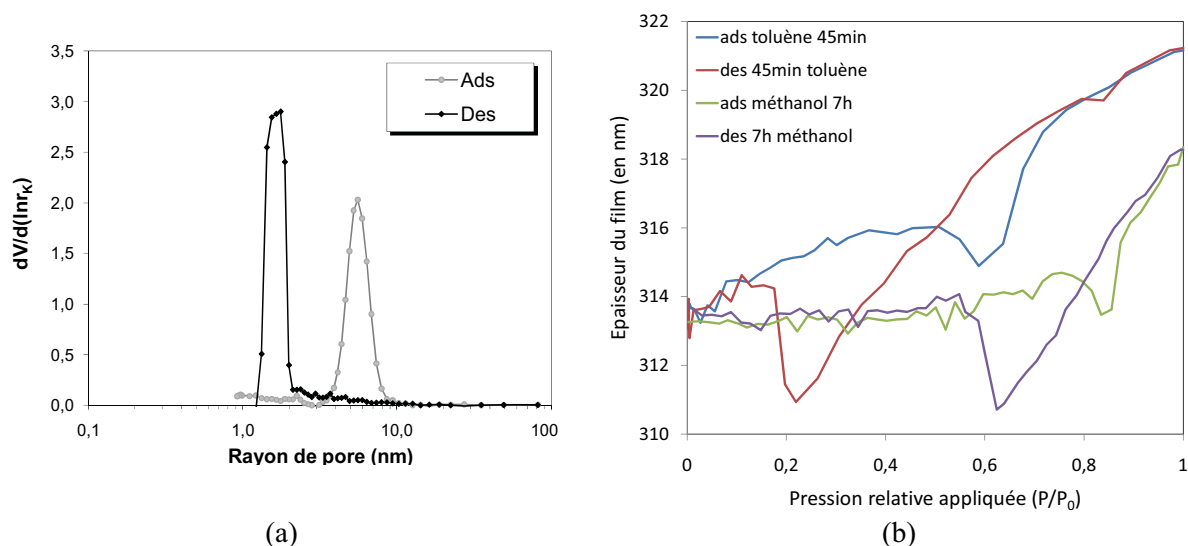 3,5
3,0
2,5
2,0
1,5
1,0
0,5
0,0
dV/d(lnr_K)
Ads
Des
0,1
1,0
10,0
100
Rayon de pore (nm)
(a)
322
320
318
316
314
312
310
Epaisseur du film (en nm)
ads toluène 45min
des 45min toluène
ads méthanol 7h
des 7h méthanol
0
0,2
0,4
0,6
0,8
1
Pression relative appliquée (P/P₀)
(b)